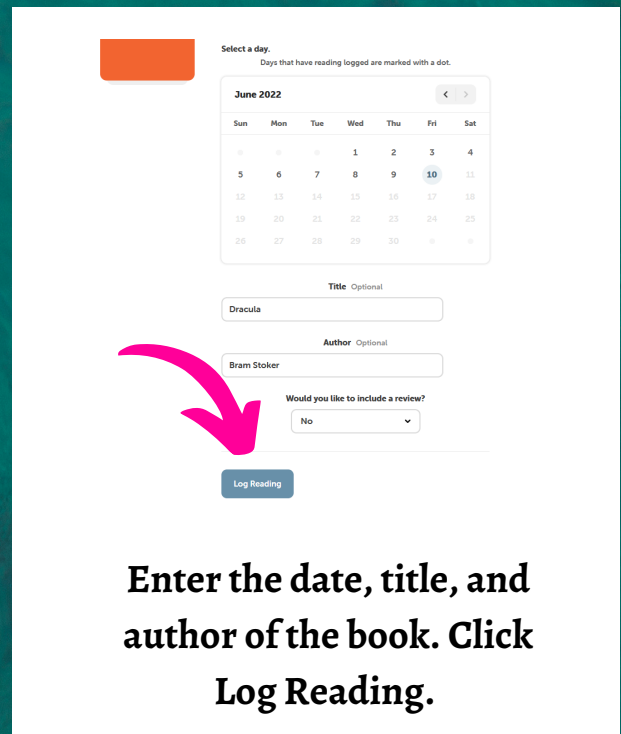 Select a day.
Days that have reading logged are marked with a dot.
June 2022
Sun Mon Tue Wed Thu Fri Sat
1 2 3 4
5 6 7 8 9 10 11
12 13 14 15 16 17 18
19 20 21 22 23 24 25
26 27 28 29 30
Title Optional
Dracula
Author Optional
Bram Stoker
Would you like to include a review?
No
Log Reading
Enter the date, title, and
author of the book. Click
Log Reading.